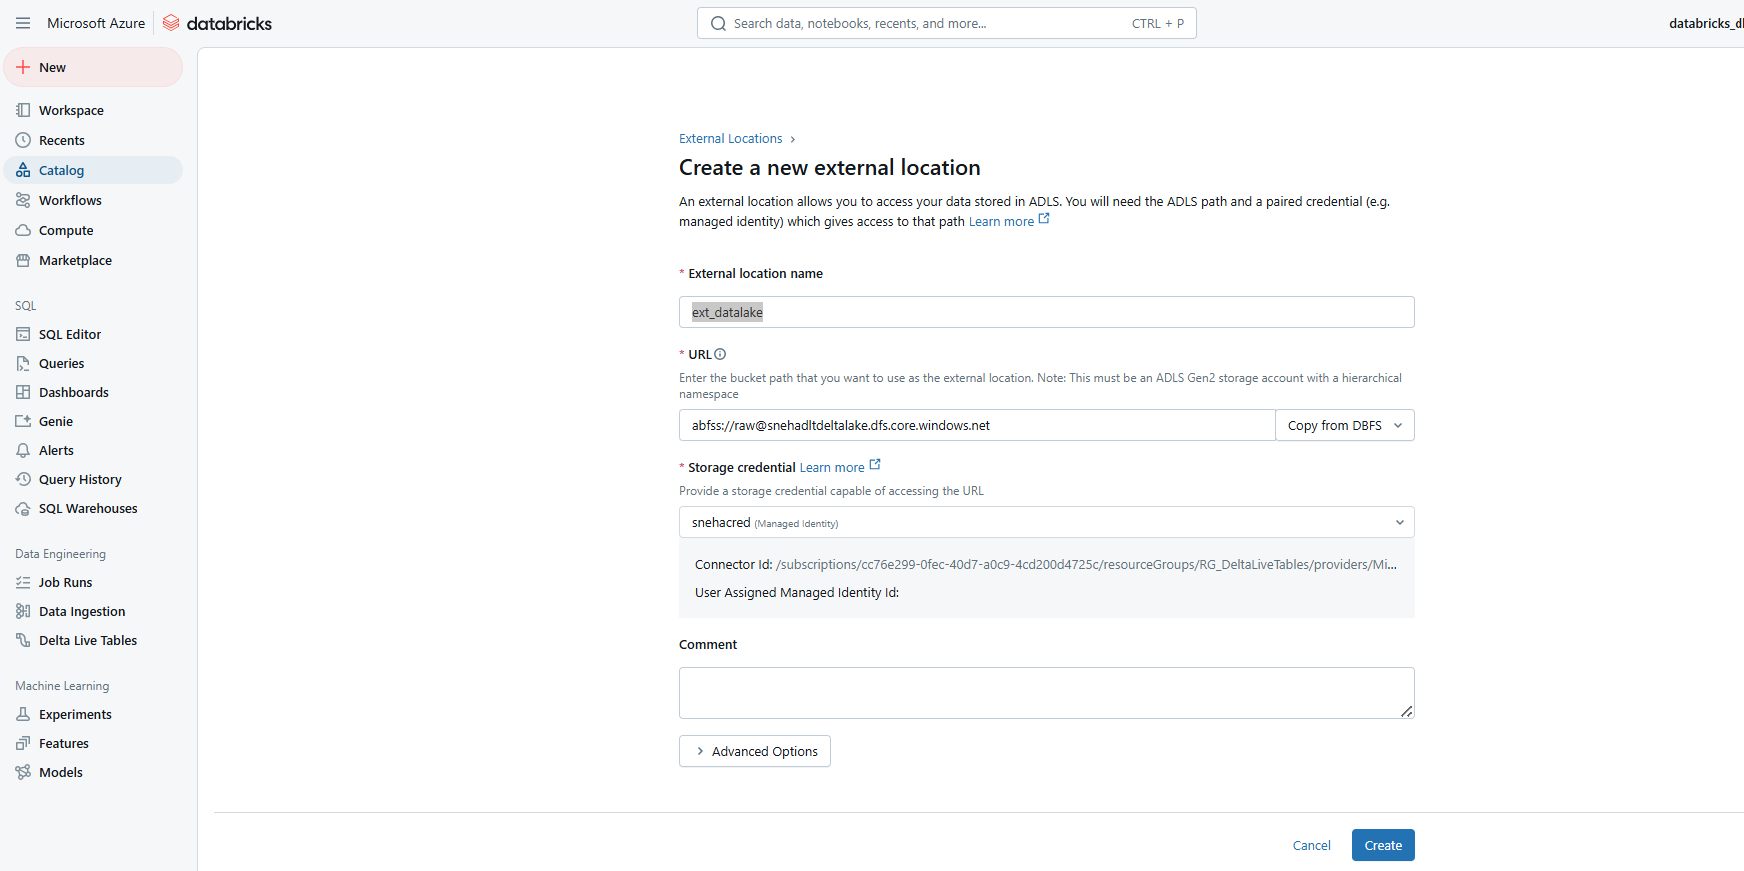 Microsoft Azure databricks
Search data, notebooks, recents, and more... CTRL + P
New
Workspace
Recents
Catalog
Workflows
Compute
Marketplace
SQL
SQL Editor
Queries
Dashboards
Genie
Alerts
Query History
SQL Warehouses
Data Engineering
Job Runs
Data Ingestion
Delta Live Tables
Machine Learning
Experiments
Features
Models
External Locations >
Create a new external location
An external location allows you to access your data stored in ADLS. You will need the ADLS path and a paired credential (e.g.
managed identity) which gives access to that path Learn more
* External location name
ext_datalake
* URL
Enter the bucket path that you want to use as the external location. Note: This must be an ADLS Gen2 storage account with a hierarchical
namespace
abfss://raw@snehadltdeltalake.dfs.core.windows.net Copy from DBFS
* Storage credential Learn more
Provide a storage credential capable of accessing the URL
snehacred (Managed Identity)
Connector Id: /subscriptions/cc76e299-0fec-40d7-a0c9-4cd200d4725c/resourceGroups/RG_DeltaLiveTables/providers/Mi...
User Assigned Managed Identity Id:
Comment
Advanced Options
Cancel Create